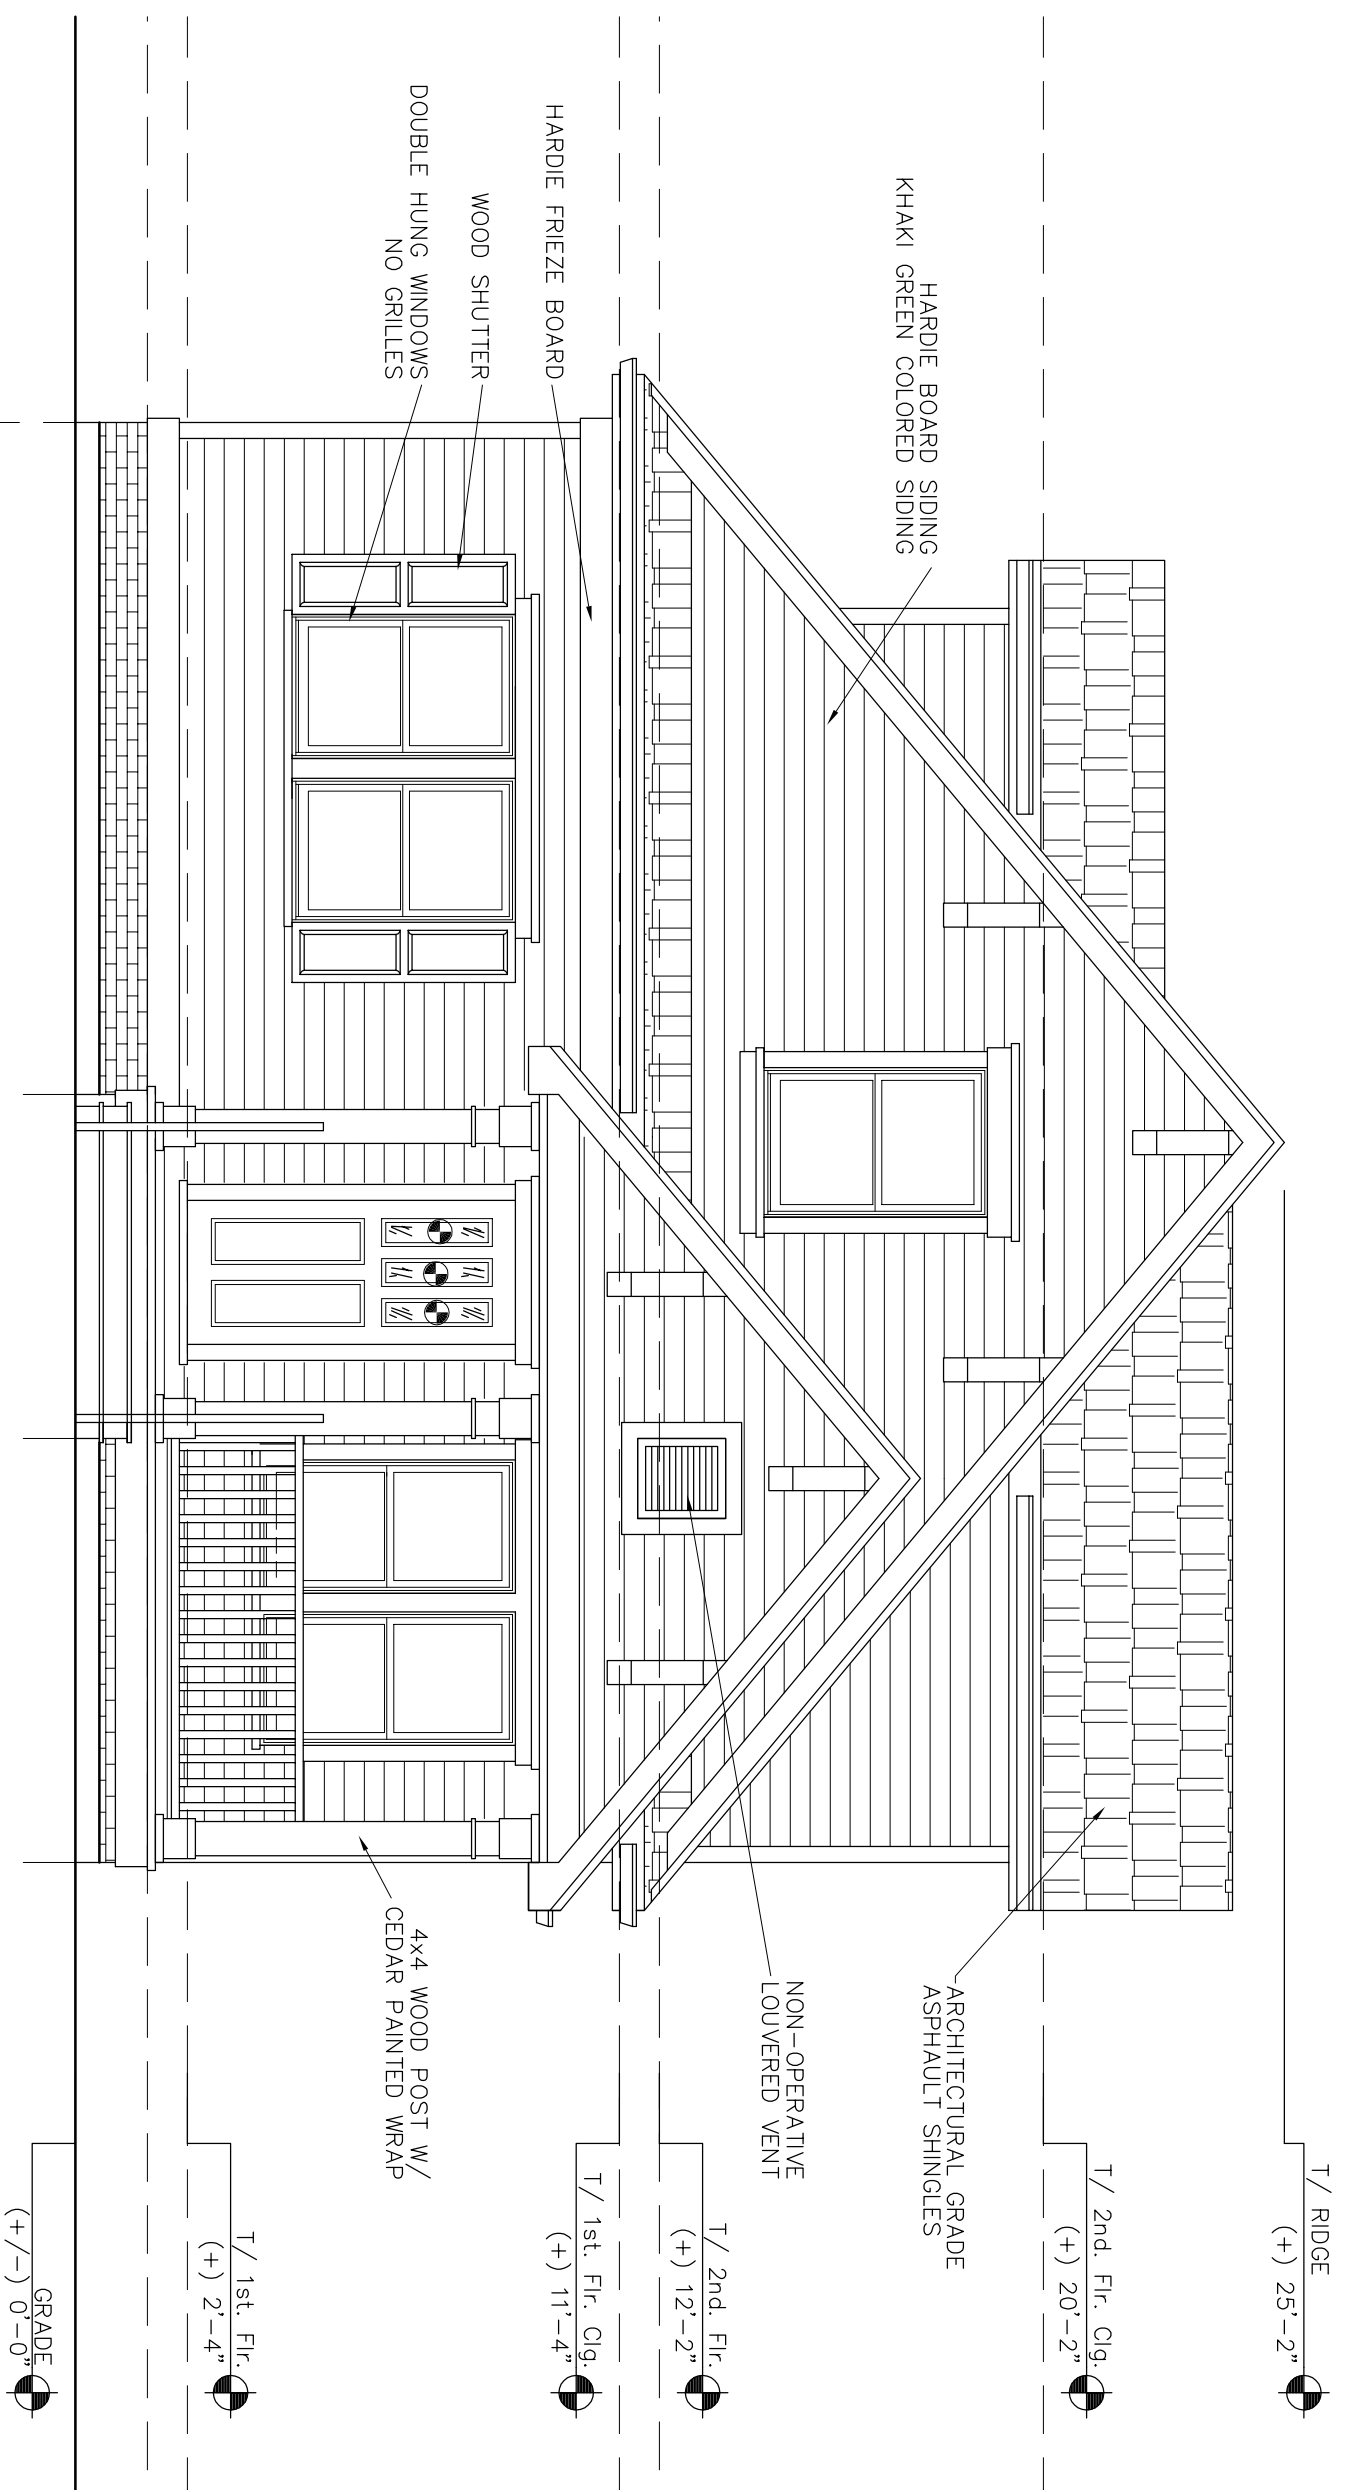 HARDIE BOARD SIDING
KHAKI GREEN COLORED SIDING
HARDIE FRIEZE BOARD
WOOD SHUTTER
DOUBLE HUNG WINDOWS
NO GRILLES
ARCHITECTURAL GRADE
ASPHAULT SHINGLES
NON-OPERATIVE
LOUVERED VENT
4x4 WOOD POST W/
CEDAR PAINTED WRAP
T/ RIDGE
(+) 25'-2"
T/ 2nd. Flr. Clg.
(+) 20'-2"
T/ 2nd. Flr.
(+) 12'-2"
T/ 1st. Flr. Clg.
(+) 11'-4"
T/ 1st. Flr.
(+) 2'-4"
GRADE
(+/-) 0'-0"